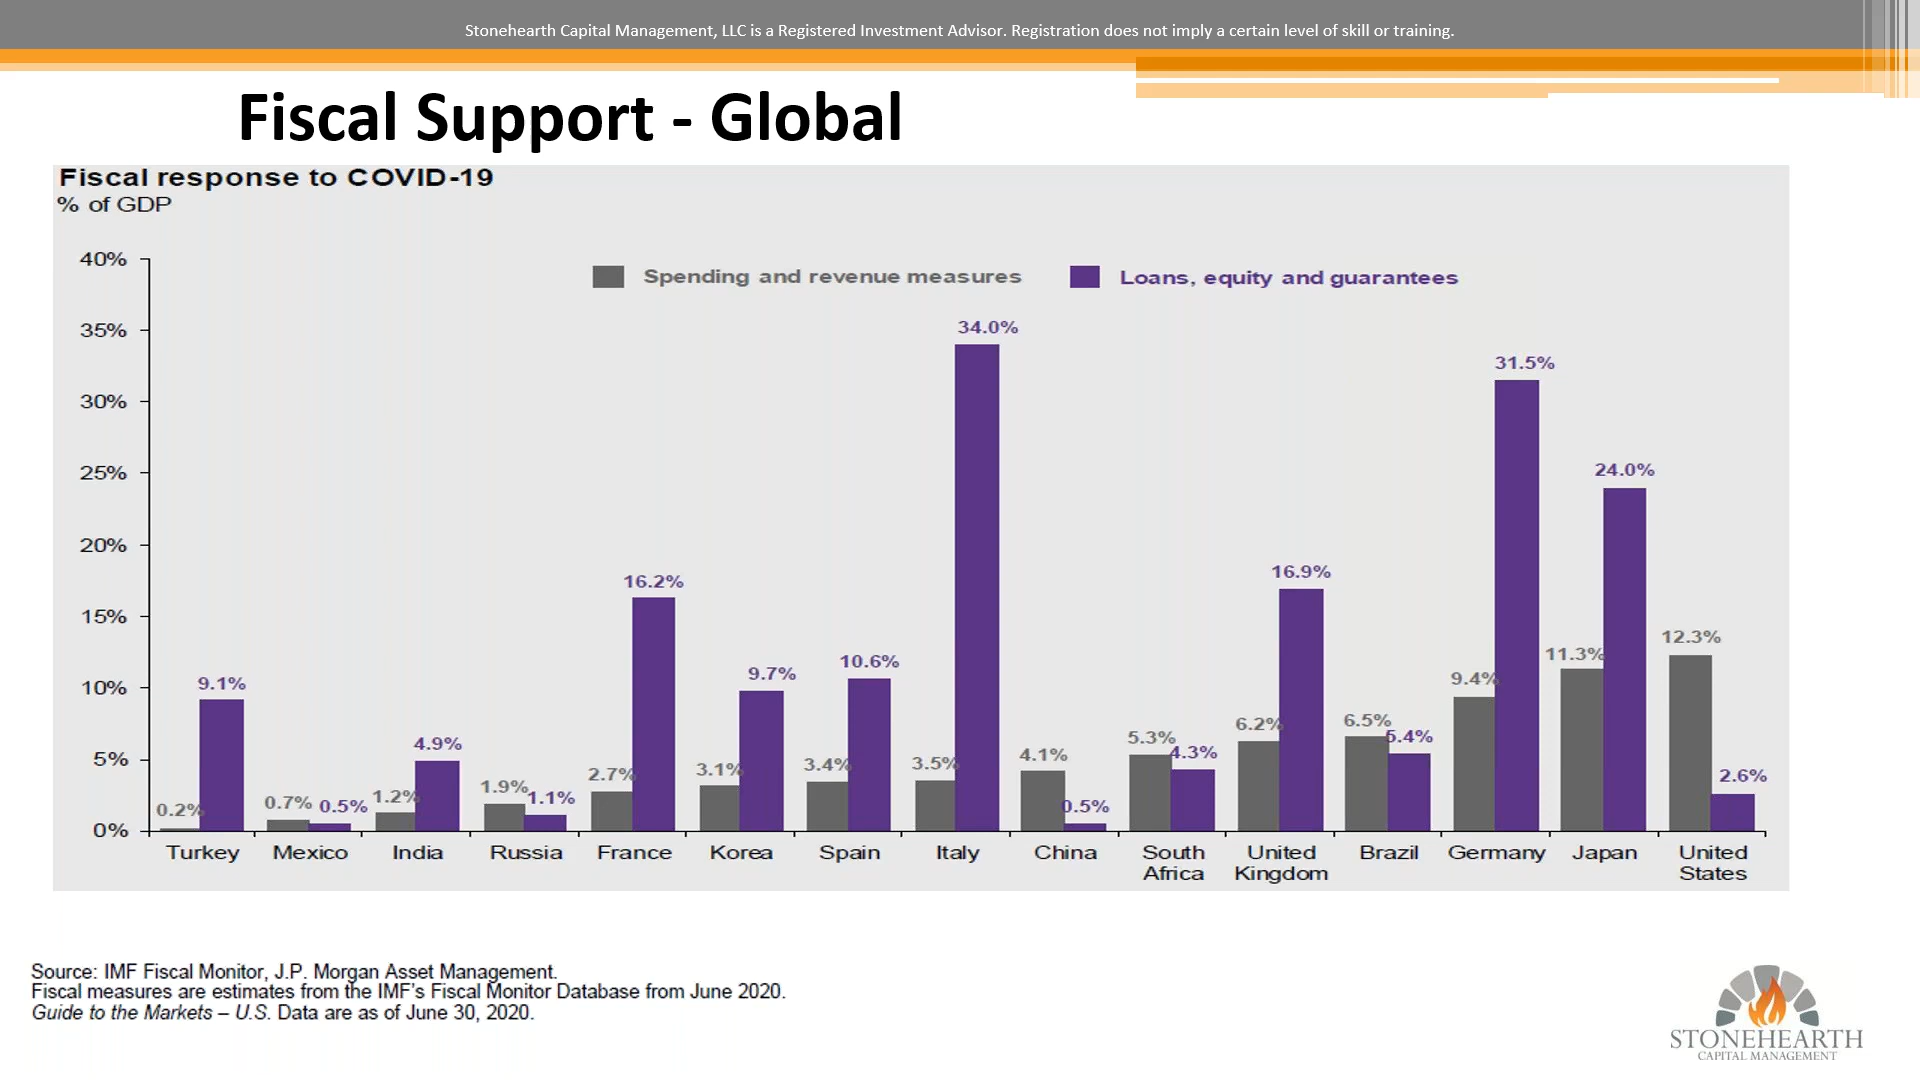 Stonehearth Capital Management, LLC is a Registered Investment Advisor. Registration does not imply a certain level of skill or training.
Fiscal Support - Global
Fiscal response to COVID-19
% of GDP
Spending and revenue measures
Loans, equity and guarantees
40%
35%
30%
25%
20%
15%
10%
5%
0%
0.2%
9.1%
0.7%
0.5%
1.2%
4.9%
1.9%
1.1%
2.7%
16.2%
3.1%
9.7%
3.4%
10.6%
3.5%
34.0%
4.1%
0.5%
5.3%
4.3%
6.2%
16.9%
6.5%
5.4%
9.4%
31.5%
11.3%
24.0%
12.3%
2.6%
Turkey
Mexico
India
Russia
France
Korea
Spain
Italy
China
South
Africa
United
Kingdom
Brazil
Germany
Japan
United
States
Source: IMF Fiscal Monitor, J.P. Morgan Asset Management.
Fiscal measures are estimates from the IMF's Fiscal Monitor Database from June 2020.
Guide to the Markets – U.S. Data are as of June 30, 2020.
STONEHEARTH
CAPITAL MANAGEMENT